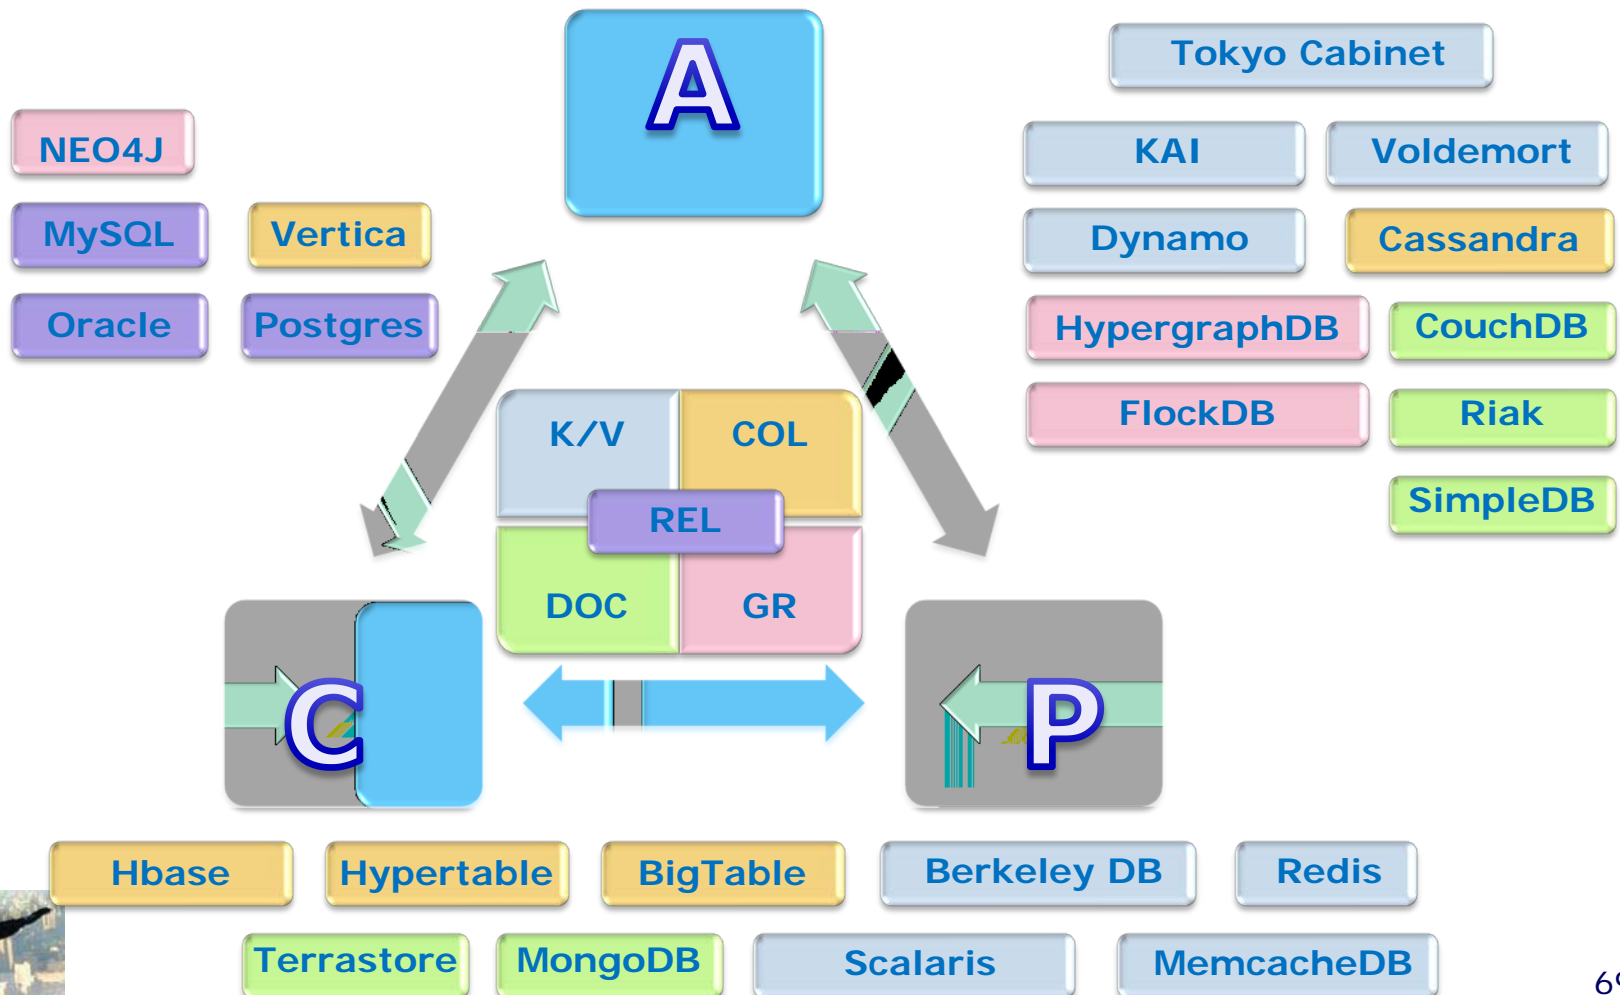 A
Tokyo Cabinet
NEO4J
KAI
Voldemort
MySQL
Vertica
Dynamo
Cassandra
Oracle
Postgres
HypergraphDB
CouchDB
FlockDB
Riak
SimpleDB
K/V
COL
REL
DOC
GR
C
P
Hbase
Hypertable
BigTable
Berkeley DB
Redis
Terrastore
MongoDB
Scalaris
MemcacheDB